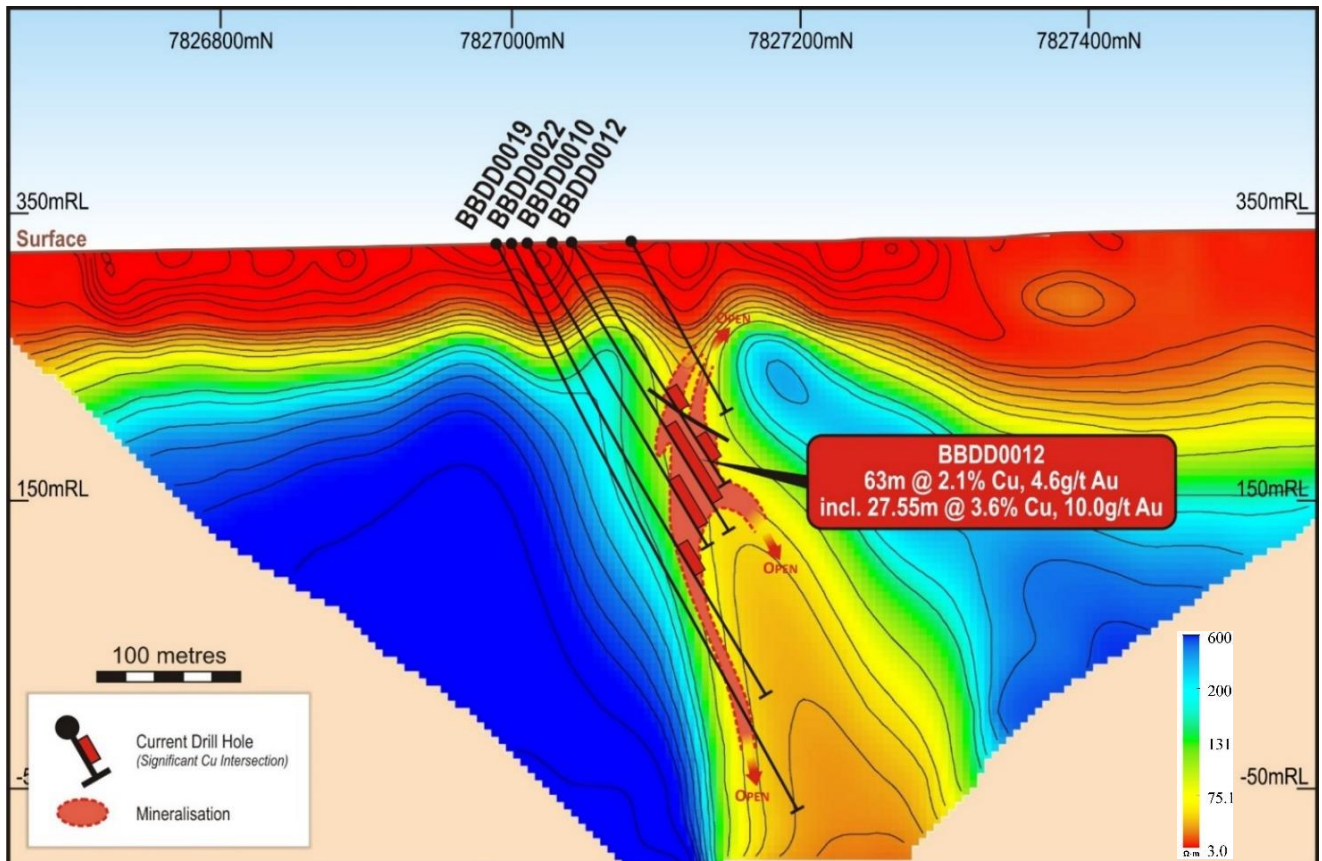 7826800mN
7827000mN
7827200mN
7827400mN
BBDD0019
BBDD0022
BBDD0010
BBDD0012
350mRL
350mRL
Surface
OPEN
BBDD0012
63m @ 2.1% Cu, 4.6g/t Au
incl. 27.55m @ 3.6% Cu, 10.0g/t Au
150mRL
150mRL
OPEN
100 metres
600
200
131
75.1
Ω·m 3.0
Current Drill Hole
(Significant Cu Intersection)
Mineralisation
-50mRL
OPEN